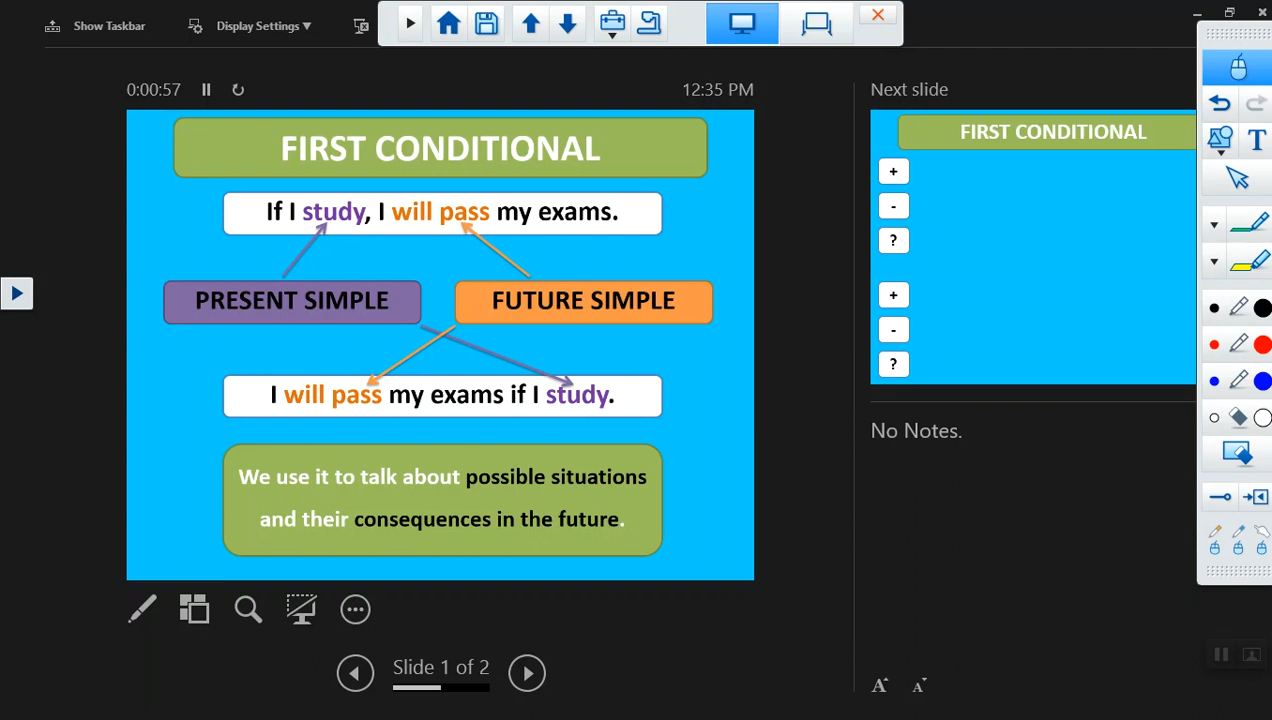 Show Taskbar
Display Settings ▼
0:00:57
12:35 PM
FIRST CONDITIONAL
If I study, I will pass my exams.
PRESENT SIMPLE
FUTURE SIMPLE
I will pass my exams if I study.
We use it to talk about possible situations
and their consequences in the future.
Slide 1 of 2
Next slide
FIRST CONDITIONAL
+
-
?
+
-
?
No Notes.
A
A
T